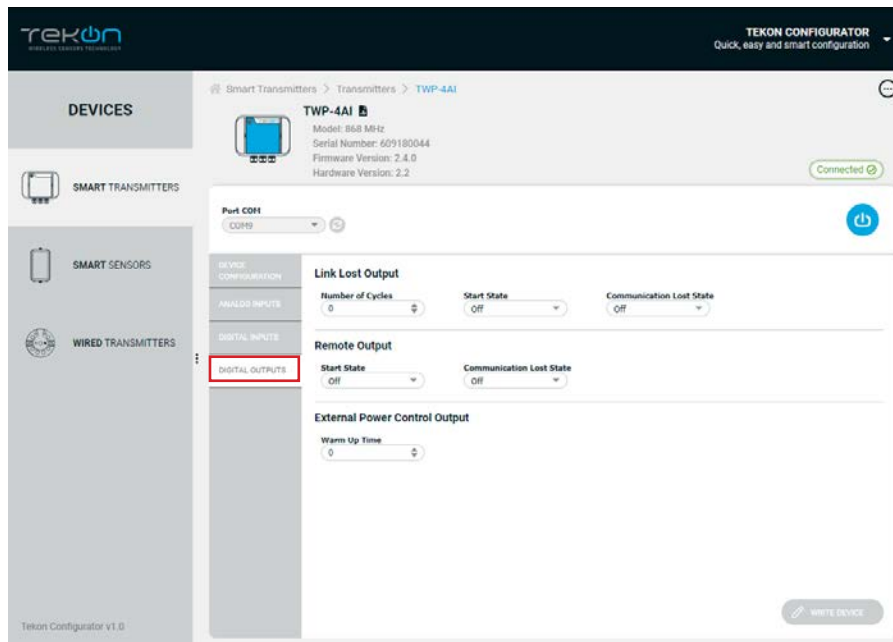 TEKON
WIRELESS SENSORS TECHNOLOGY
TEKON CONFIGURATOR
Quick, easy and smart configuration
DEVICES
SMART TRANSMITTERS
SMART SENSORS
WIRED TRANSMITTERS
Tekon Configurator v1.0
Smart Transmitters > Transmitters > TWP-4AI
TWP-4AI
Model: 868 MHz
Serial Number: 609180044
Firmware Version: 2.4.0
Hardware Version: 2.2
Connected
Port COM
COM9
DEVICE
CONFIGURATION
ANALOG INPUTS
DIGITAL INPUTS
DIGITAL OUTPUTS
Link Lost Output
Number of Cycles Start State Communication Lost State
0 Off Off
Remote Output
Start State Communication Lost State
Off Off
External Power Control Output
Warm Up Time
0
WRITE DEVICE